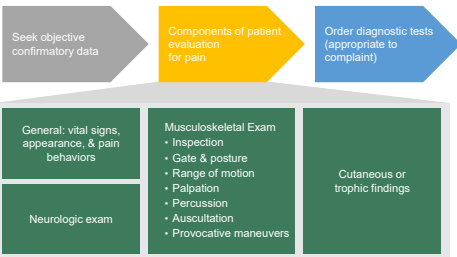 Seek objective
confirmatory data
Components of patient
evaluation
for pain
Order diagnostic tests
(appropriate to
complaint)
General: vital signs,
appearance, & pain
behaviors
Neurologic exam
Musculoskeletal Exam
• Inspection
• Gate & posture
• Range of motion
• Palpation
• Percussion
• Auscultation
• Provocative maneuvers
Cutaneous or
trophic findings